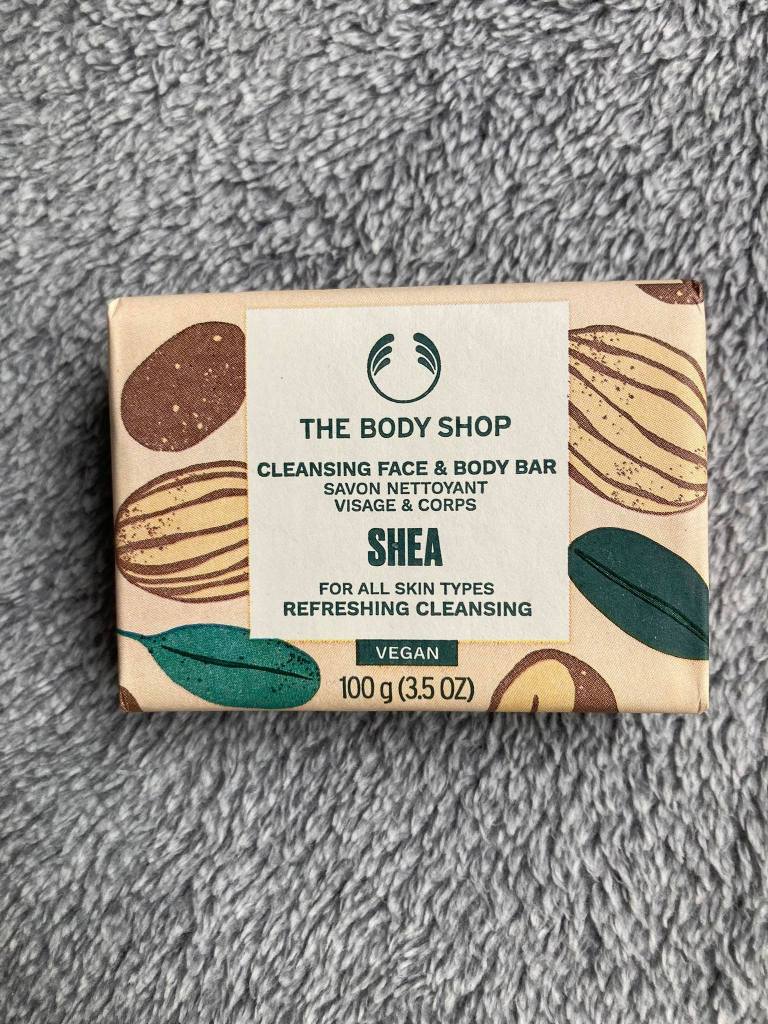 THE BODY SHOP
CLEANSING FACE & BODY BAR
SAVON NETTOYANT
VISAGE & CORPS
SHEA
FOR ALL SKIN TYPES
REFRESHING CLEANSING
VEGAN
100 g (3.5 OZ)